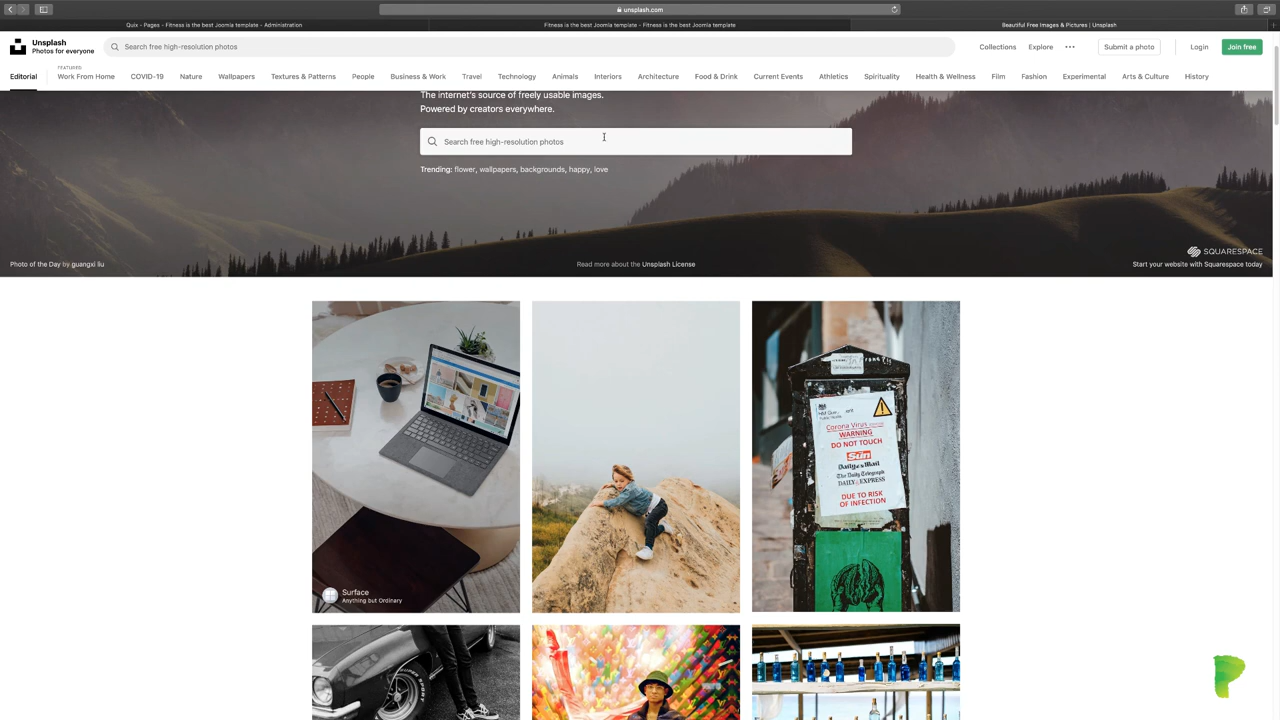 unsplash.com
Quix - Pages - Fitness is the best Joomla template - Administration
Fitness is the best Joomla template - Fitness is the best Joomla template
Beautiful Free Images & Pictures | Unsplash
Unsplash
Photos for everyone
Search free high-resolution photos
Collections
Explore
Submit a photo
Login
Join free
Editorial
FEATURED:
Work From Home
COVID-19
Nature
Wallpapers
Textures & Patterns
People
Business & Work
Travel
Technology
Animals
Interiors
Architecture
Food & Drink
Current Events
Athletics
Spirituality
Health & Wellness
Film
Fashion
Experimental
Arts & Culture
History
The internet's source of freely usable images.
Powered by creators everywhere.
Search free high-resolution photos
Trending: flower, wallpapers, backgrounds, happy, love
SQUARESPACE
Photo of the Day by guangxi liu
Read more about the Unsplash License
Start your website with Squarespace today
Corona Virus
WARNING
DO NOT TOUCH
Sun
Daily Mail
The Daily Telegraph
DAILY EXPRESS
DUE TO RISK
OF INFECTION
Surface
Anything but Ordinary
SUPER SPORT